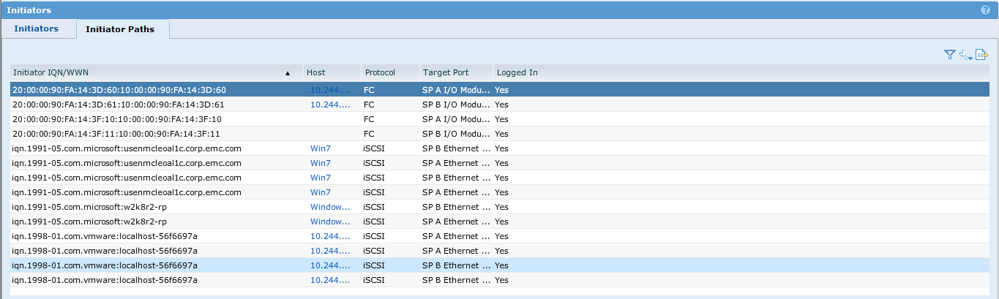 Initiators
Initiators Initiator Paths
Initiator IQN/WWN Host Protocol Target Port Logged In
20:00:00:90:FA:14:3D:60:10:00:00:90:FA:14:3D:60 10.244.... FC SP A I/O Modu... Yes
20:00:00:90:FA:14:3D:61:10:00:00:90:FA:14:3D:61 10.244.... FC SP B I/O Modu... Yes
20:00:00:90:FA:14:3F:10:10:00:00:90:FA:14:3F:10 FC SP A I/O Modu... Yes
20:00:00:90:FA:14:3F:11:10:00:00:90:FA:14:3F:11 FC SP B I/O Modu... Yes
iqn.1991-05.com.microsoft:usenmcleoal1c.corp.emc.com Win7 iSCSI SP B Ethernet ... Yes
iqn.1991-05.com.microsoft:usenmcleoal1c.corp.emc.com Win7 iSCSI SP A Ethernet ... Yes
iqn.1991-05.com.microsoft:usenmcleoal1c.corp.emc.com Win7 iSCSI SP B Ethernet ... Yes
iqn.1991-05.com.microsoft:usenmcleoal1c.corp.emc.com Win7 iSCSI SP A Ethernet ... Yes
iqn.1991-05.com.microsoft:w2k8r2-rp Window... iSCSI SP B Ethernet ... Yes
iqn.1991-05.com.microsoft:w2k8r2-rp Window... iSCSI SP A Ethernet ... Yes
iqn.1998-01.com.vmware:localhost-56f6697a 10.244.... iSCSI SP A Ethernet ... Yes
iqn.1998-01.com.vmware:localhost-56f6697a 10.244.... iSCSI SP A Ethernet ... Yes
iqn.1998-01.com.vmware:localhost-56f6697a 10.244.... iSCSI SP B Ethernet ... Yes
iqn.1998-01.com.vmware:localhost-56f6697a 10.244.... iSCSI SP B Ethernet ... Yes